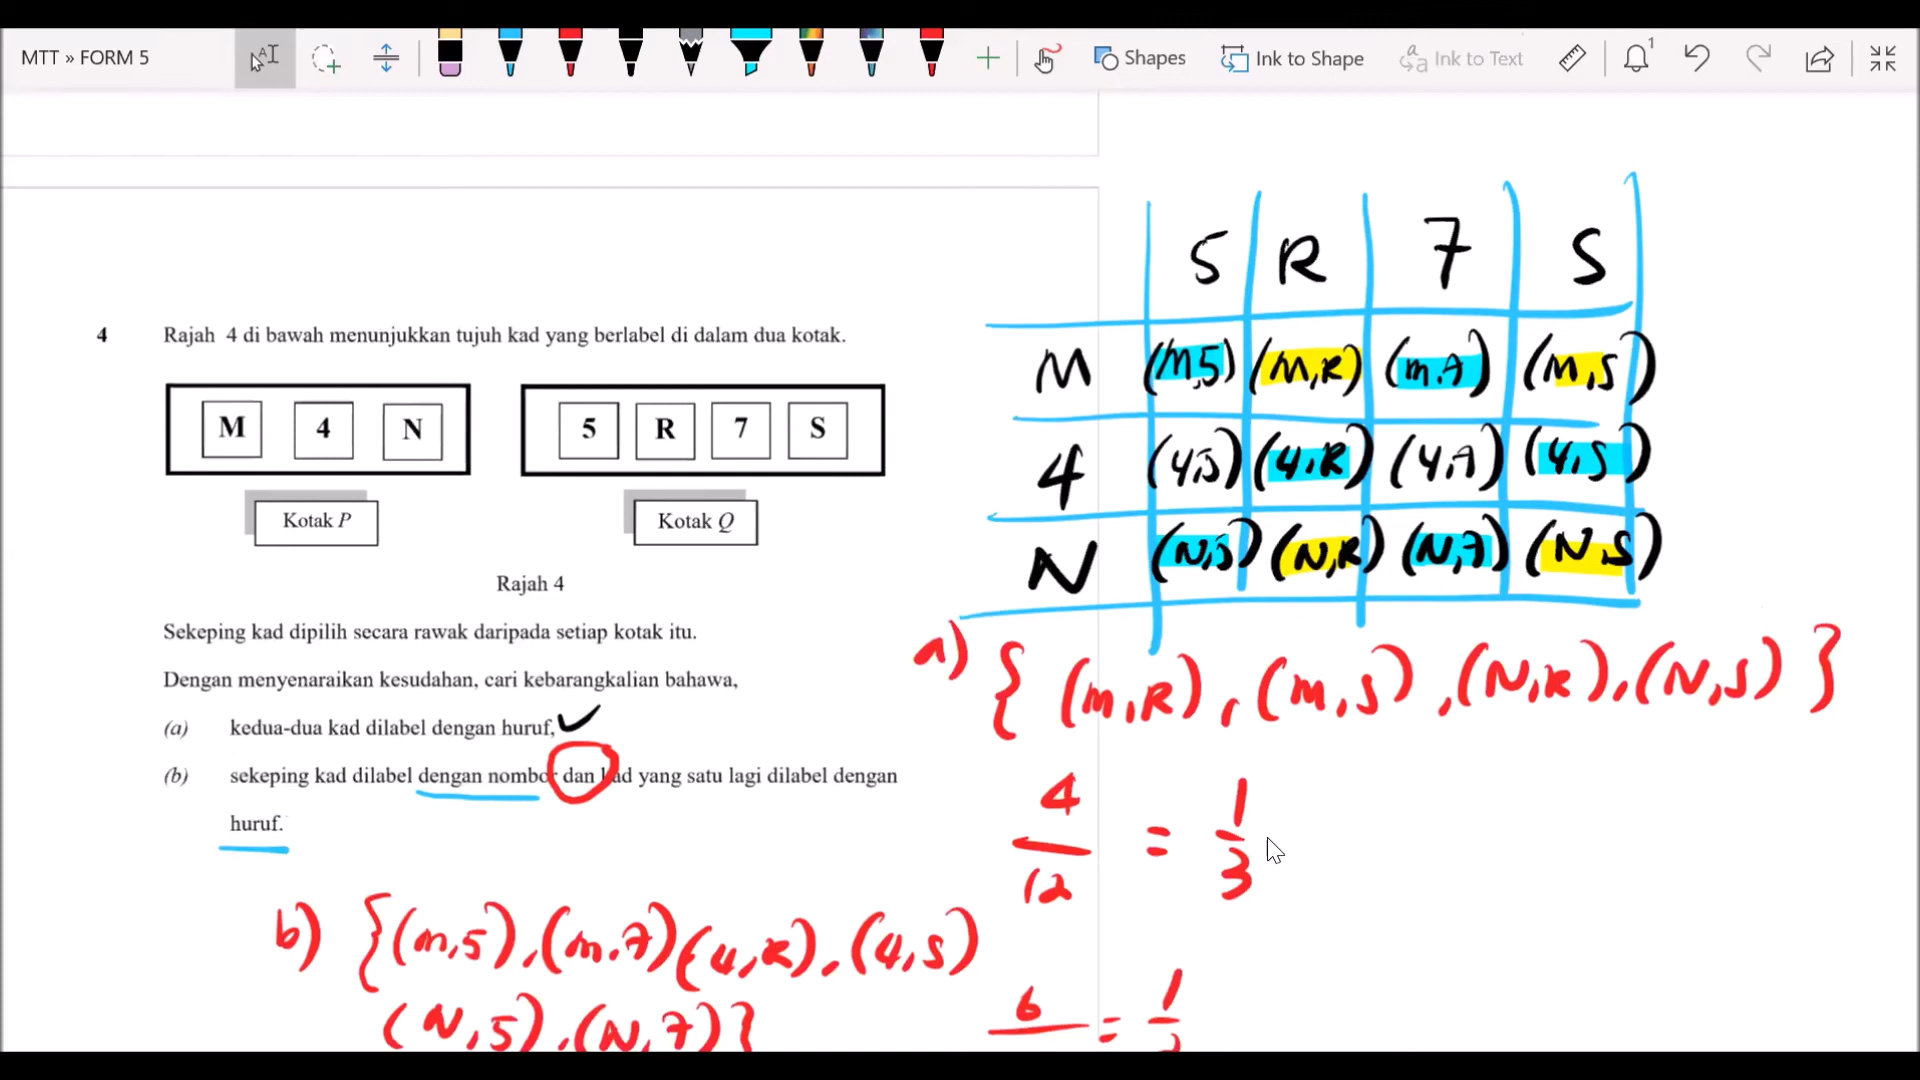 MTT » FORM 5
Shapes
Ink to Shape
Ink to Text
1
4 Rajah 4 di bawah menunjukkan tujuh kad yang berlabel di dalam dua kotak.
M 4 N
5 R 7 S
Kotak P
Kotak Q
Rajah 4
Sekeping kad dipilih secara rawak daripada setiap kotak itu.
Dengan menyenaraikan kesudahan, cari kebarangkalian bahawa,
(a) kedua-dua kad dilabel dengan huruf,
(b) sekeping kad dilabel dengan nombor dan kad yang satu lagi dilabel dengan
huruf.
5 R 7 S
M (M,5) (M,R) (M,7) (M,S)
4 (4,5) (4,R) (4,7) (4,S)
N (N,5) (N,R) (N,7) (N,S)
a) { (M,R), (M,S), (N,R), (N,S) }
4/12 = 1/3
b) {(M,5), (M,7) (4,R), (4,S)
(N,5), (N,7)}
6 = 1